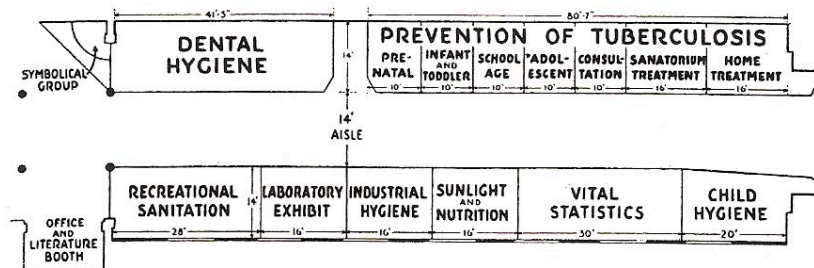 41'-5"
80'-7"
SYMBOLICAL
GROUP
DENTAL
HYGIENE
14'
PREVENTION OF TUBERCULOSIS
PRE-
NATAL
10'
INFANT
AND
TODDLER
10'
SCHOOL
AGE
10'
"ADOL-
ESCENT
10'
CONSUL-
TATION
10'
SANATORIUM
TREATMENT
16'
HOME
TREATMENT
16'
14'
AISLE
OFFICE
AND
LITERATURE
BOOTH
RECREATIONAL
SANITATION
28'
14'
LABORATORY
EXHIBIT
16'
INDUSTRIAL
HYGIENE
16'
SUNLIGHT
AND
NUTRITION
16'
VITAL
STATISTICS
30'
CHILD
HYGIENE
20'